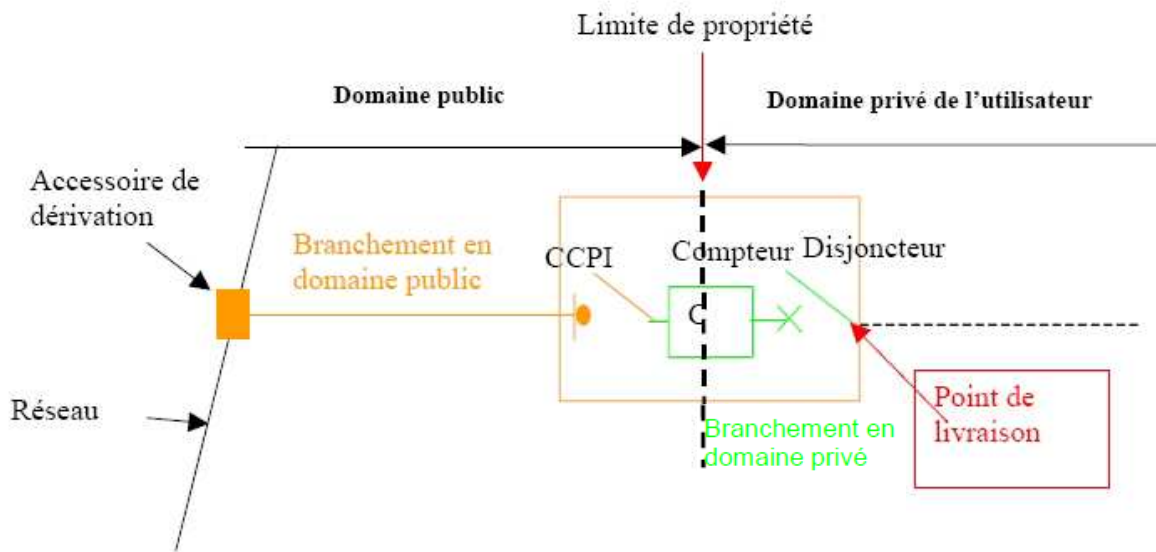 Limite de propriété
Domaine public
Domaine privé de l’utilisateur
Accessoire de
dérivation
Branchement en
domaine public
CCPI
Compteur
Disjoncteur
C
Réseau
Point de
livraison
Branchement en
domaine privé